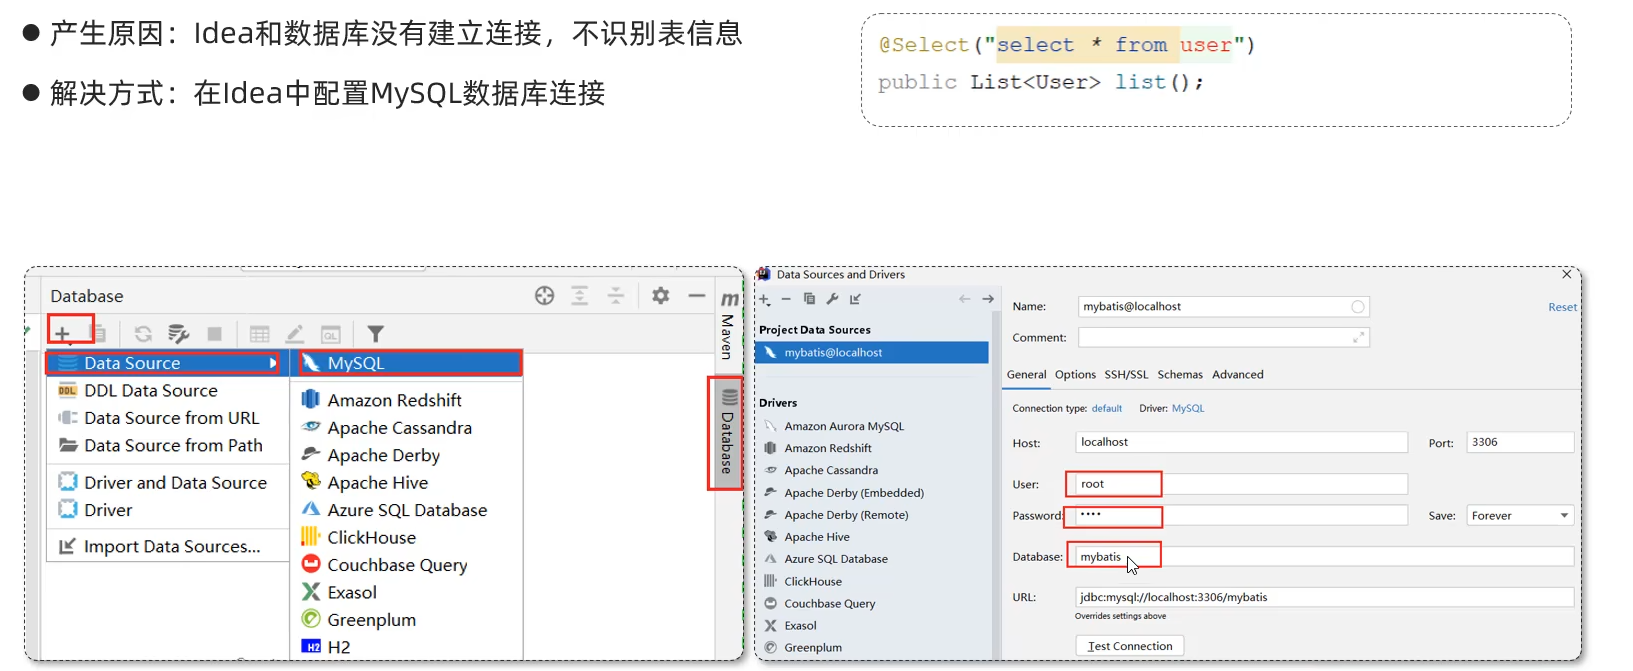 ● 产生原因：Idea和数据库没有建立连接，不识别表信息
● 解决方式：在Idea中配置MySQL数据库连接
@Select("select * from user")
public List<User> list();
Database
Data Source
DDL Data Source
Data Source from URL
Data Source from Path
Driver and Data Source
Driver
Import Data Sources...
MySQL
Amazon Redshift
Apache Cassandra
Apache Derby
Apache Hive
Azure SQL Database
ClickHouse
Couchbase Query
Exasol
Greenplum
H2
Maven
Database
Data Sources and Drivers
Project Data Sources
mybatis@localhost
Drivers
Amazon Aurora MySQL
Amazon Redshift
Apache Cassandra
Apache Derby (Embedded)
Apache Derby (Remote)
Apache Hive
Azure SQL Database
ClickHouse
Couchbase Query
Exasol
Greenplum
Name: mybatis@localhost Reset
Comment:
General Options SSH/SSL Schemas Advanced
Connection type: default Driver: MySQL
Host: localhost Port: 3306
User: root
Password: •••• Save: Forever
Database: mybatis
URL: jdbc:mysql://localhost:3306/mybatis
Overrides settings above
Test Connection